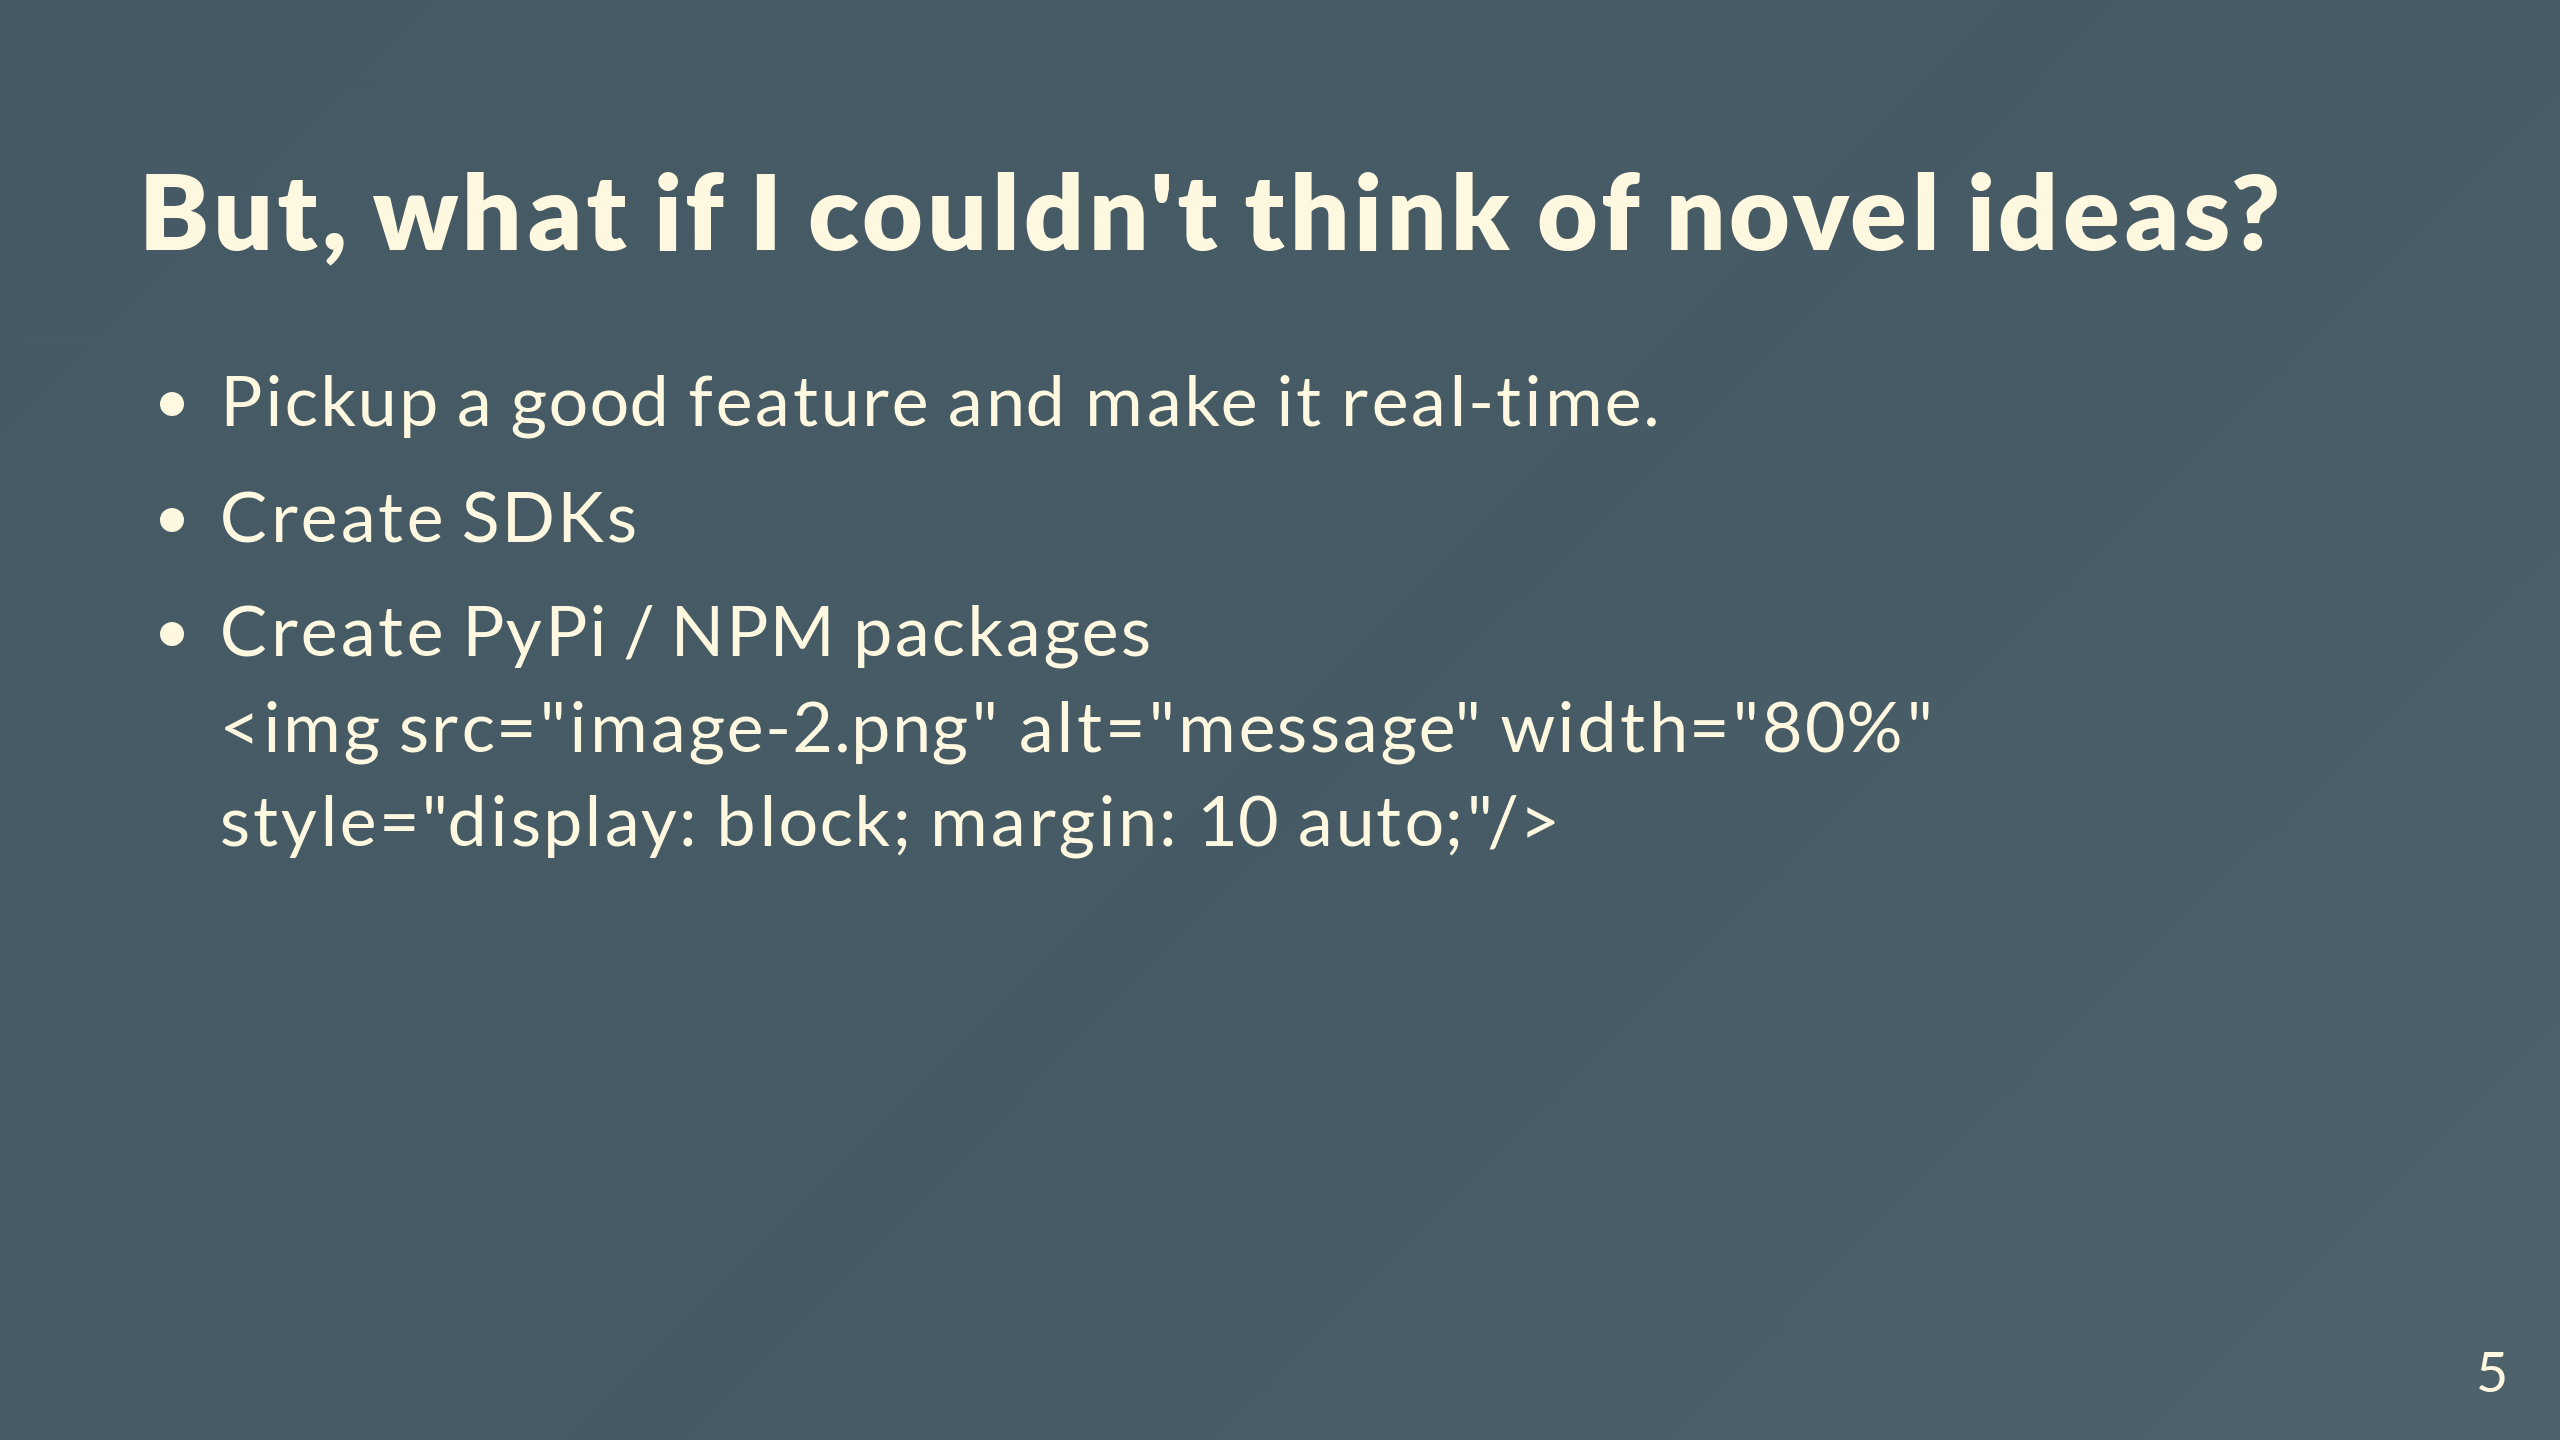 But, what if I couldn't think of novel ideas?
• Pickup a good feature and make it real-time.
• Create SDKs
• Create PyPi / NPM packages
<img src="image-2.png" alt="message" width="80%"
style="display: block; margin: 10 auto;"/>
5